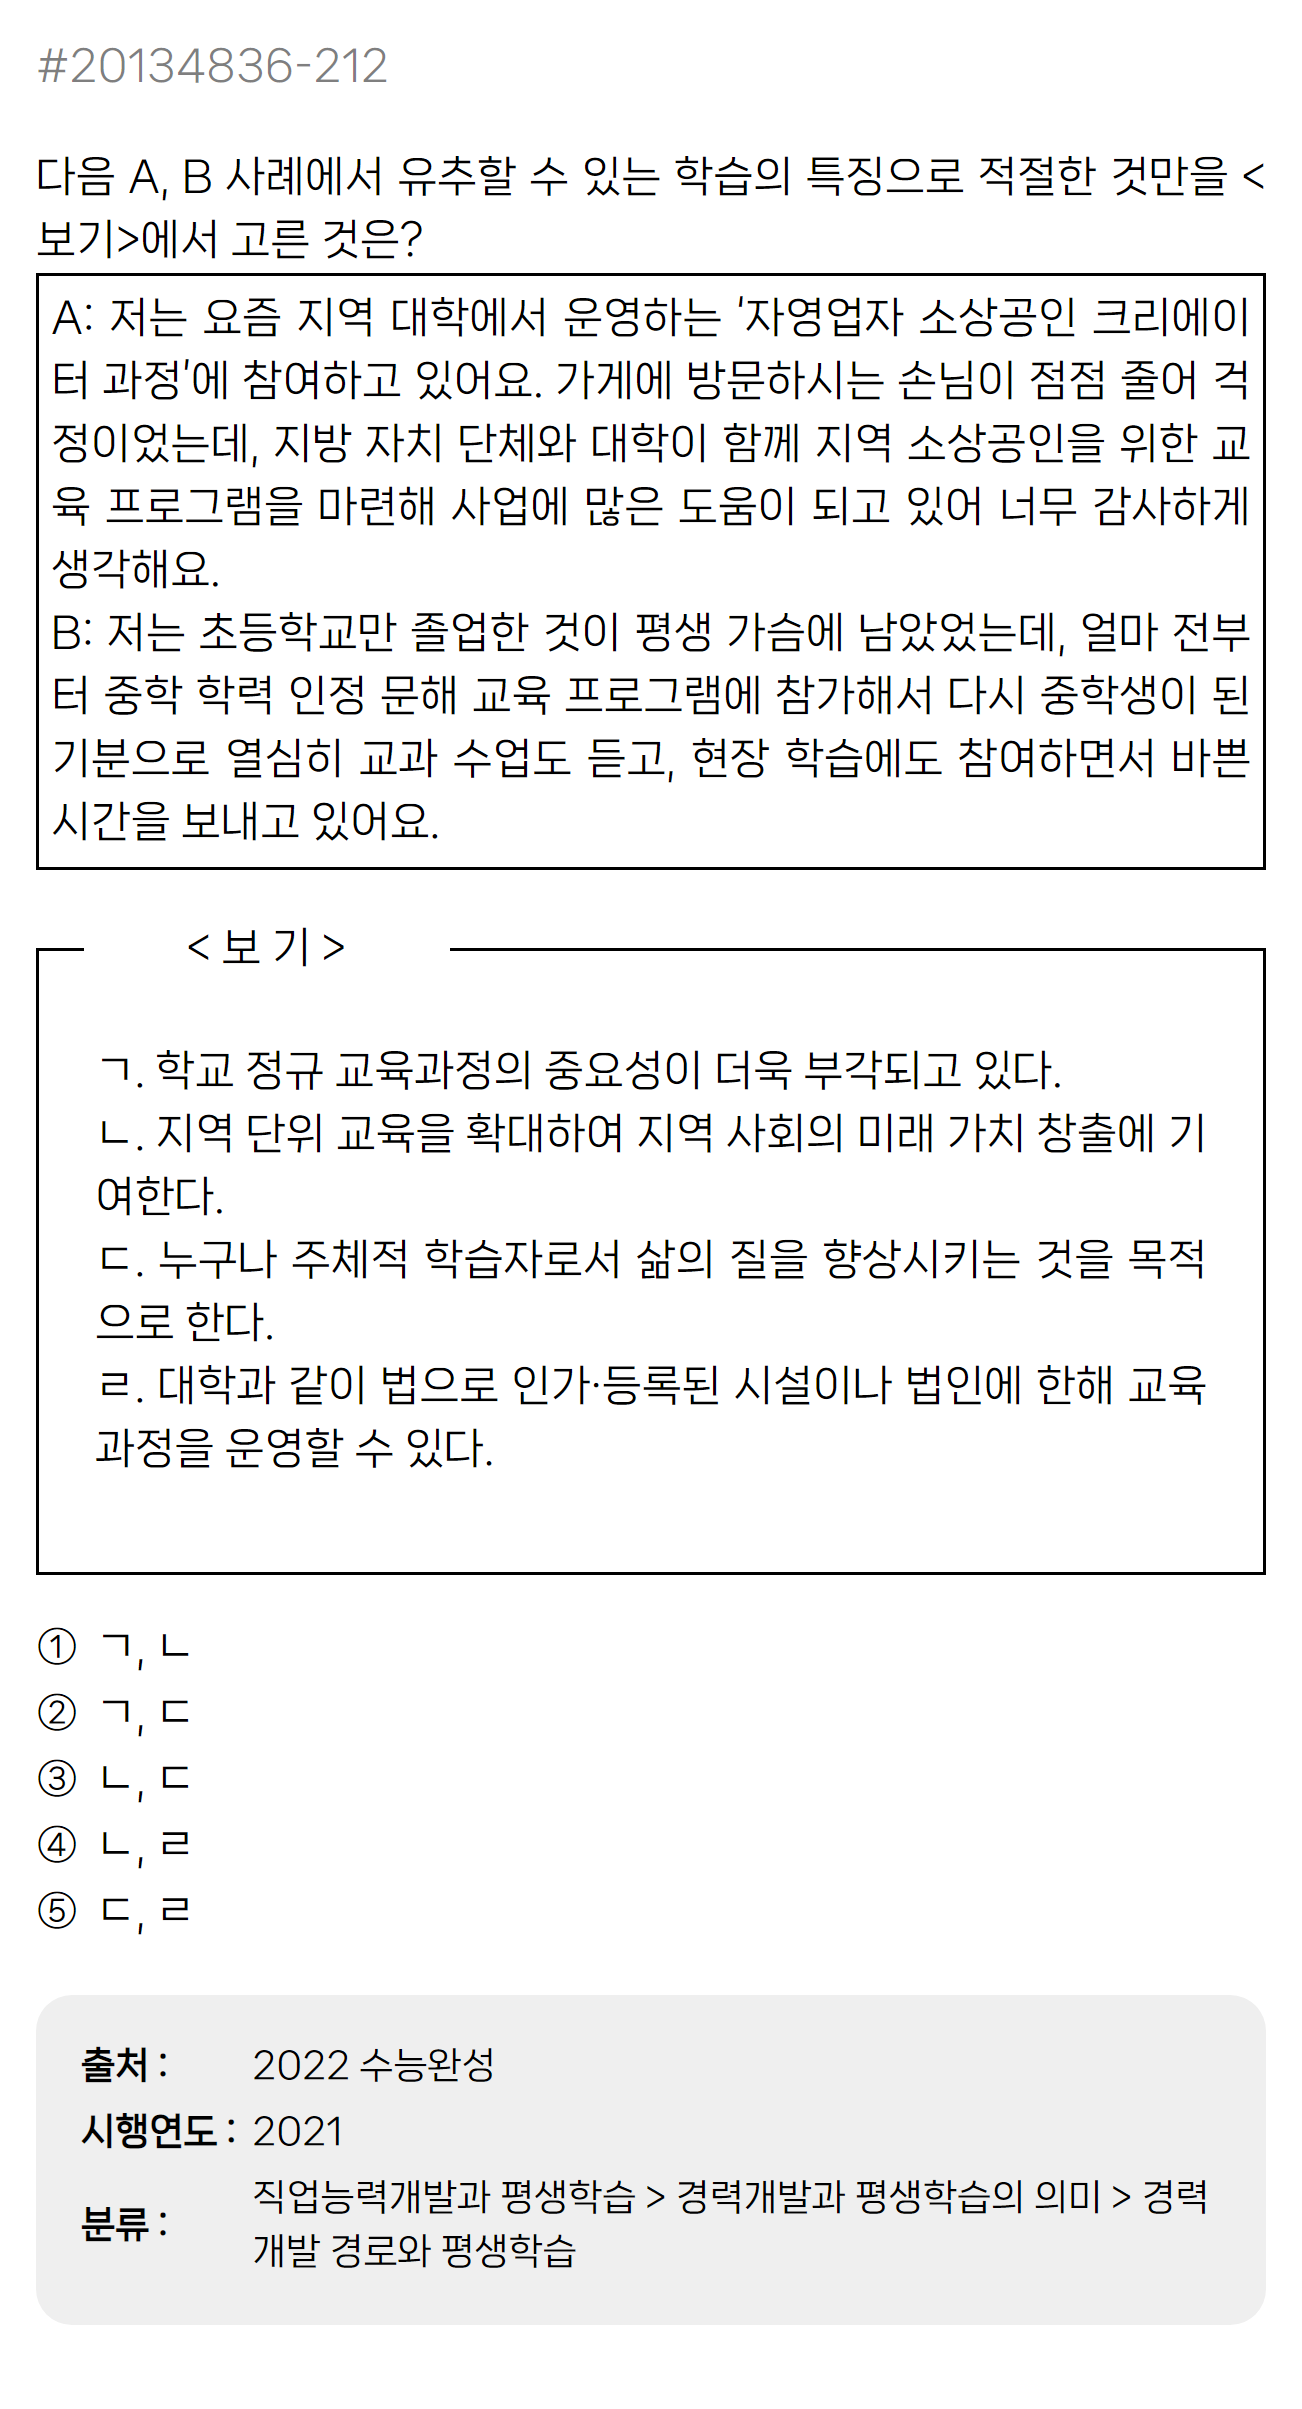 #20134836-212
다음 A, B 사례에서 유추할 수 있는 학습의 특징으로 적절한 것만을 <
보기>에서 고른 것은?
A: 저는 요즘 지역 대학에서 운영하는 '자영업자 소상공인 크리에이
터 과정'에 참여하고 있어요. 가게에 방문하시는 손님이 점점 줄어 걱
정이었는데, 지방 자치 단체와 대학이 함께 지역 소상공인을 위한 교
육 프로그램을 마련해 사업에 많은 도움이 되고 있어 너무 감사하게
생각해요.
B: 저는 초등학교만 졸업한 것이 평생 가슴에 남았었는데, 얼마 전부
터 중학 학력 인정 문해 교육 프로그램에 참가해서 다시 중학생이 된
기분으로 열심히 교과 수업도 듣고, 현장 학습에도 참여하면서 바쁜
시간을 보내고 있어요.
< 보 기 >
ㄱ. 학교 정규 교육과정의 중요성이 더욱 부각되고 있다.
ㄴ. 지역 단위 교육을 확대하여 지역 사회의 미래 가치 창출에 기
여한다.
ㄷ. 누구나 주체적 학습자로서 삶의 질을 향상시키는 것을 목적
으로 한다.
ㄹ. 대학과 같이 법으로 인가·등록된 시설이나 법인에 한해 교육
과정을 운영할 수 있다.
① ㄱ, ㄴ
② ㄱ, ㄷ
③ ㄴ, ㄷ
④ ㄴ, ㄹ
⑤ ㄷ, ㄹ
출처 : 2022 수능완성
시행연도 : 2021
분류 : 직업능력개발과 평생학습 > 경력개발과 평생학습의 의미 > 경력
개발 경로와 평생학습